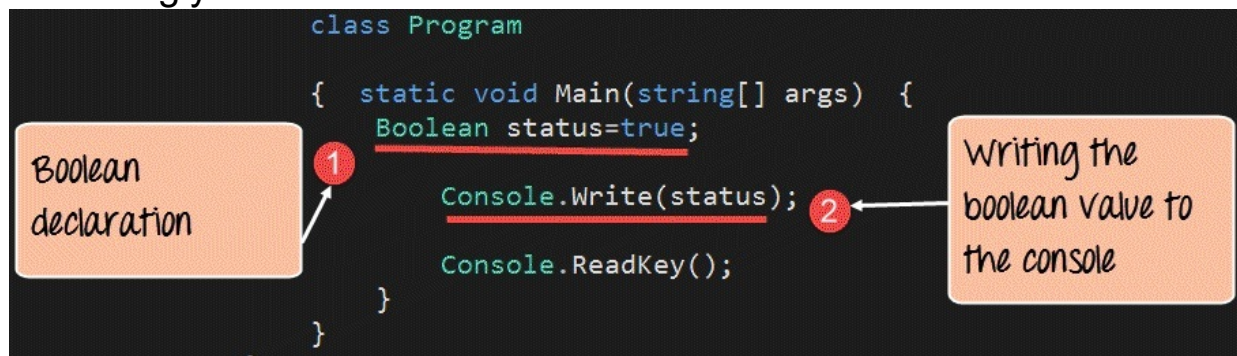 class Program
{ static void Main(string[] args) {
Boolean status=true;
Console.Write(status);
Console.ReadKey();
}
}
Boolean
declaration
1
2
Writing the
boolean value to
the console